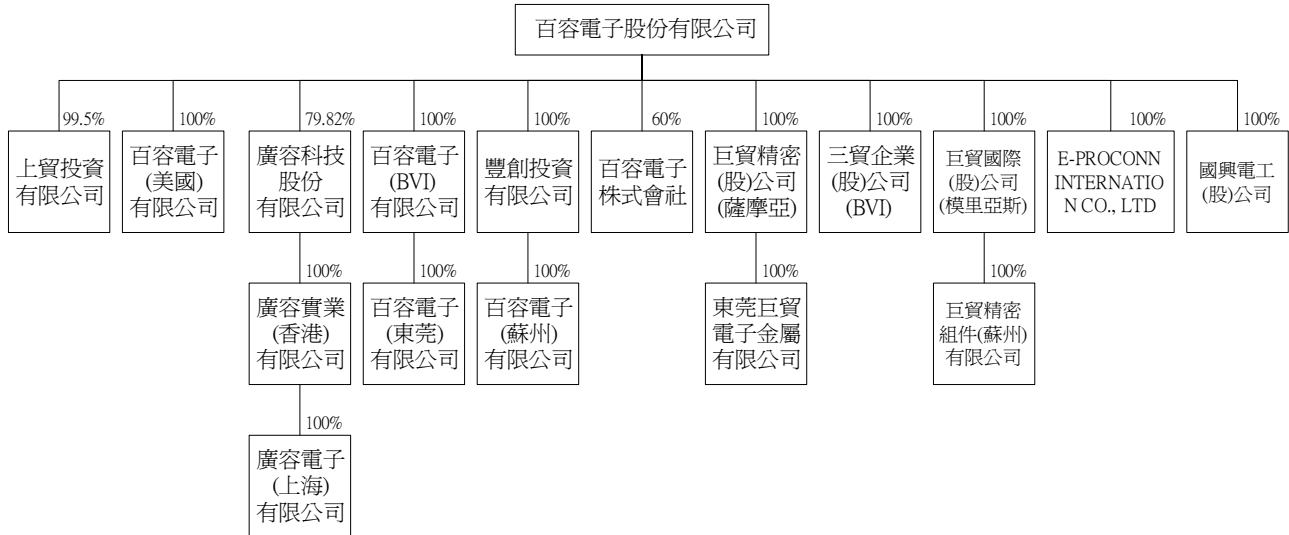 百容電子股份有限公司
99.5%
上貿投資
有限公司
100%
百容電子
(美國)
有限公司
79.82%
廣容科技
股份
有限公司
100%
百容電子
(BVI)
有限公司
100%
豐創投資
有限公司
60%
百容電子
株式會社
100%
巨貿精密
(股)公司
(薩摩亞)
100%
三貿企業
(股)公司
(BVI)
100%
巨貿國際
(股)公司
(模里亞斯)
100%
E-PROCONN
INTERNATIO
N CO., LTD
100%
國興電工
(股)公司
100%
廣容實業
(香港)
有限公司
100%
百容電子
(東莞)
有限公司
100%
百容電子
(蘇州)
有限公司
100%
東莞巨貿
電子金屬
有限公司
100%
巨貿精密
組件(蘇州)
有限公司
100%
廣容電子
(上海)
有限公司